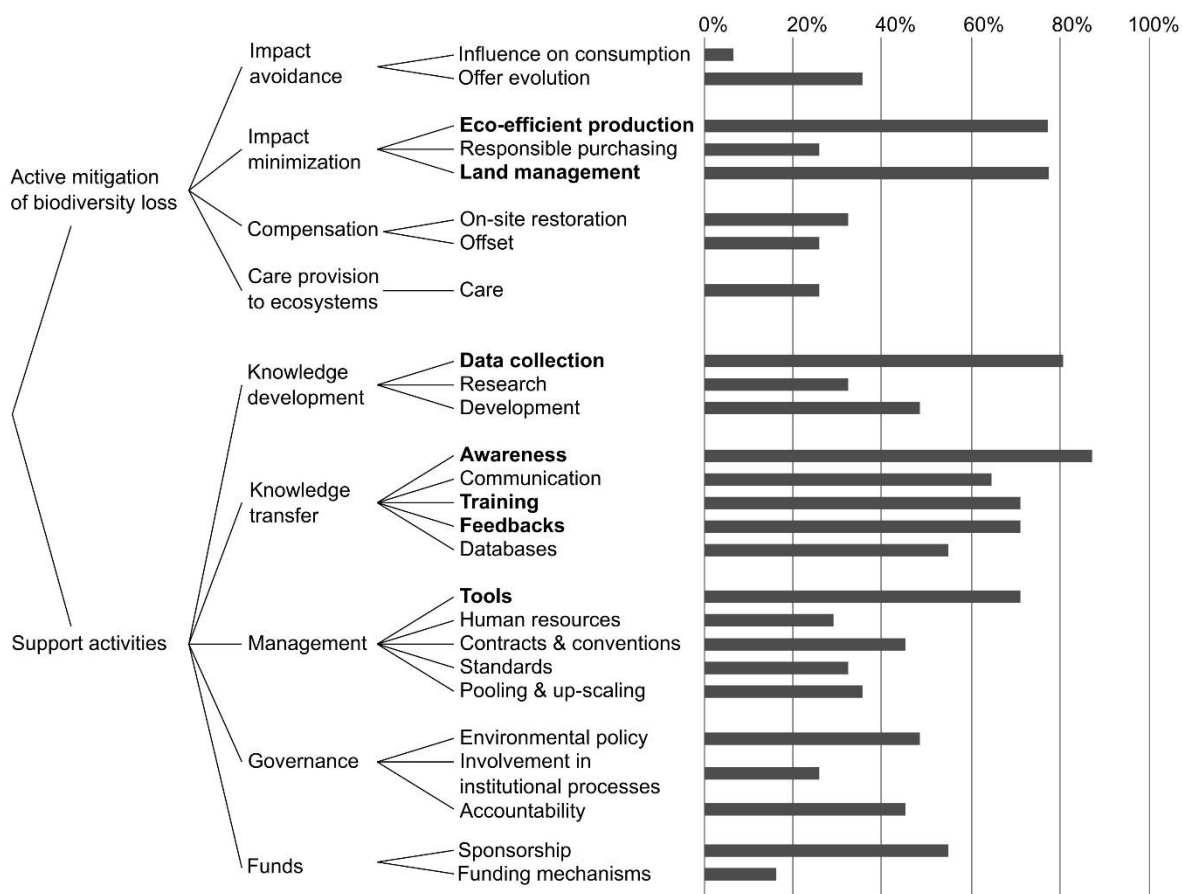 0% 20% 40% 60% 80% 100%
Impact
avoidance
Influence on consumption
Offer evolution
Active mitigation
of biodiversity loss
Impact
minimization
Eco-efficient production
Responsible purchasing
Land management
Compensation
On-site restoration
Offset
Care provision
to ecosystems
Care
Knowledge
development
Data collection
Research
Development
Knowledge
transfer
Awareness
Communication
Training
Feedbacks
Databases
Support activities
Management
Tools
Human resources
Contracts & conventions
Standards
Pooling & up-scaling
Governance
Environmental policy
Involvement in
institutional processes
Accountability
Funds
Sponsorship
Funding mechanisms